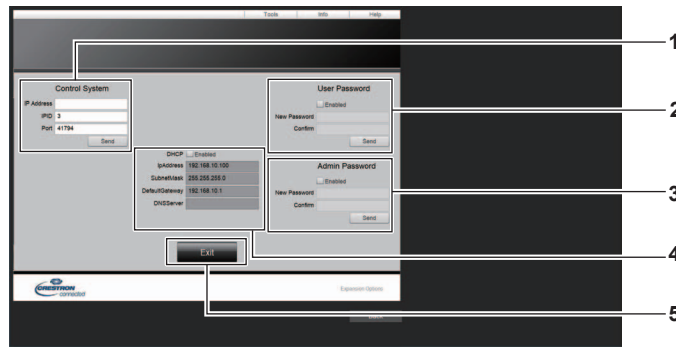 Tools Info Help
1
Control System
IP Address
IPID 3
Port 41794
Send
User Password
Enabled
New Password
Confirm
Send
2
DHCP Enabled
IpAddress 192.168.10.100
SubnetMask 255.255.255.0
DefaultGateway 192.168.10.1
DNSServer
Admin Password
Enabled
New Password
Confirm
Send
3
4
Exit
CRESTRON
connected
Expansion Options
5
Back